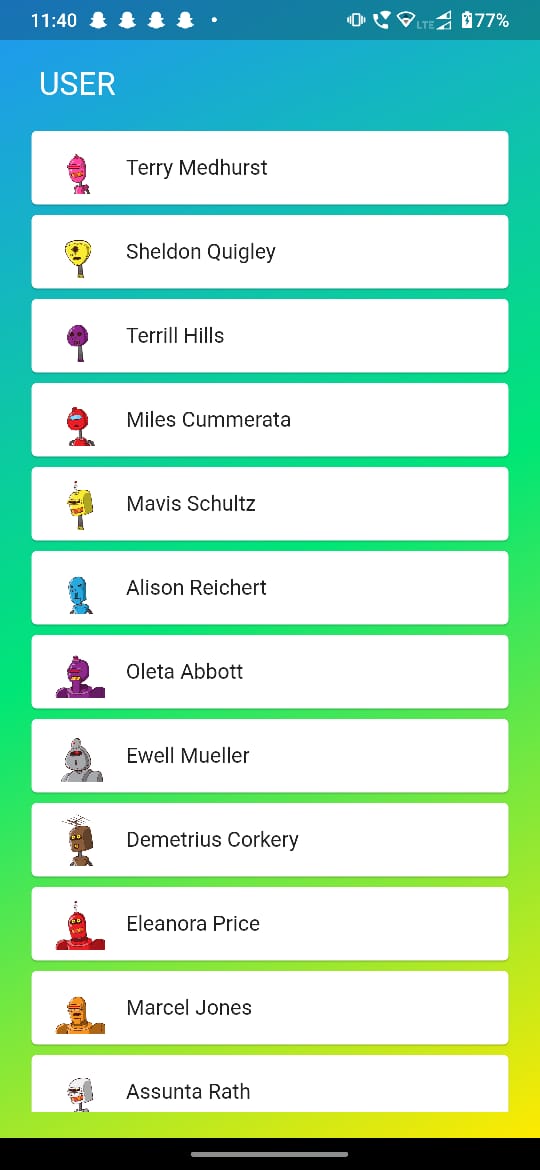 11:40
LTE
77%
USER
Terry Medhurst
Sheldon Quigley
Terrill Hills
Miles Cummerata
Mavis Schultz
Alison Reichert
Oleta Abbott
Ewell Mueller
Demetrius Corkery
Eleanora Price
Marcel Jones
Assunta Rath